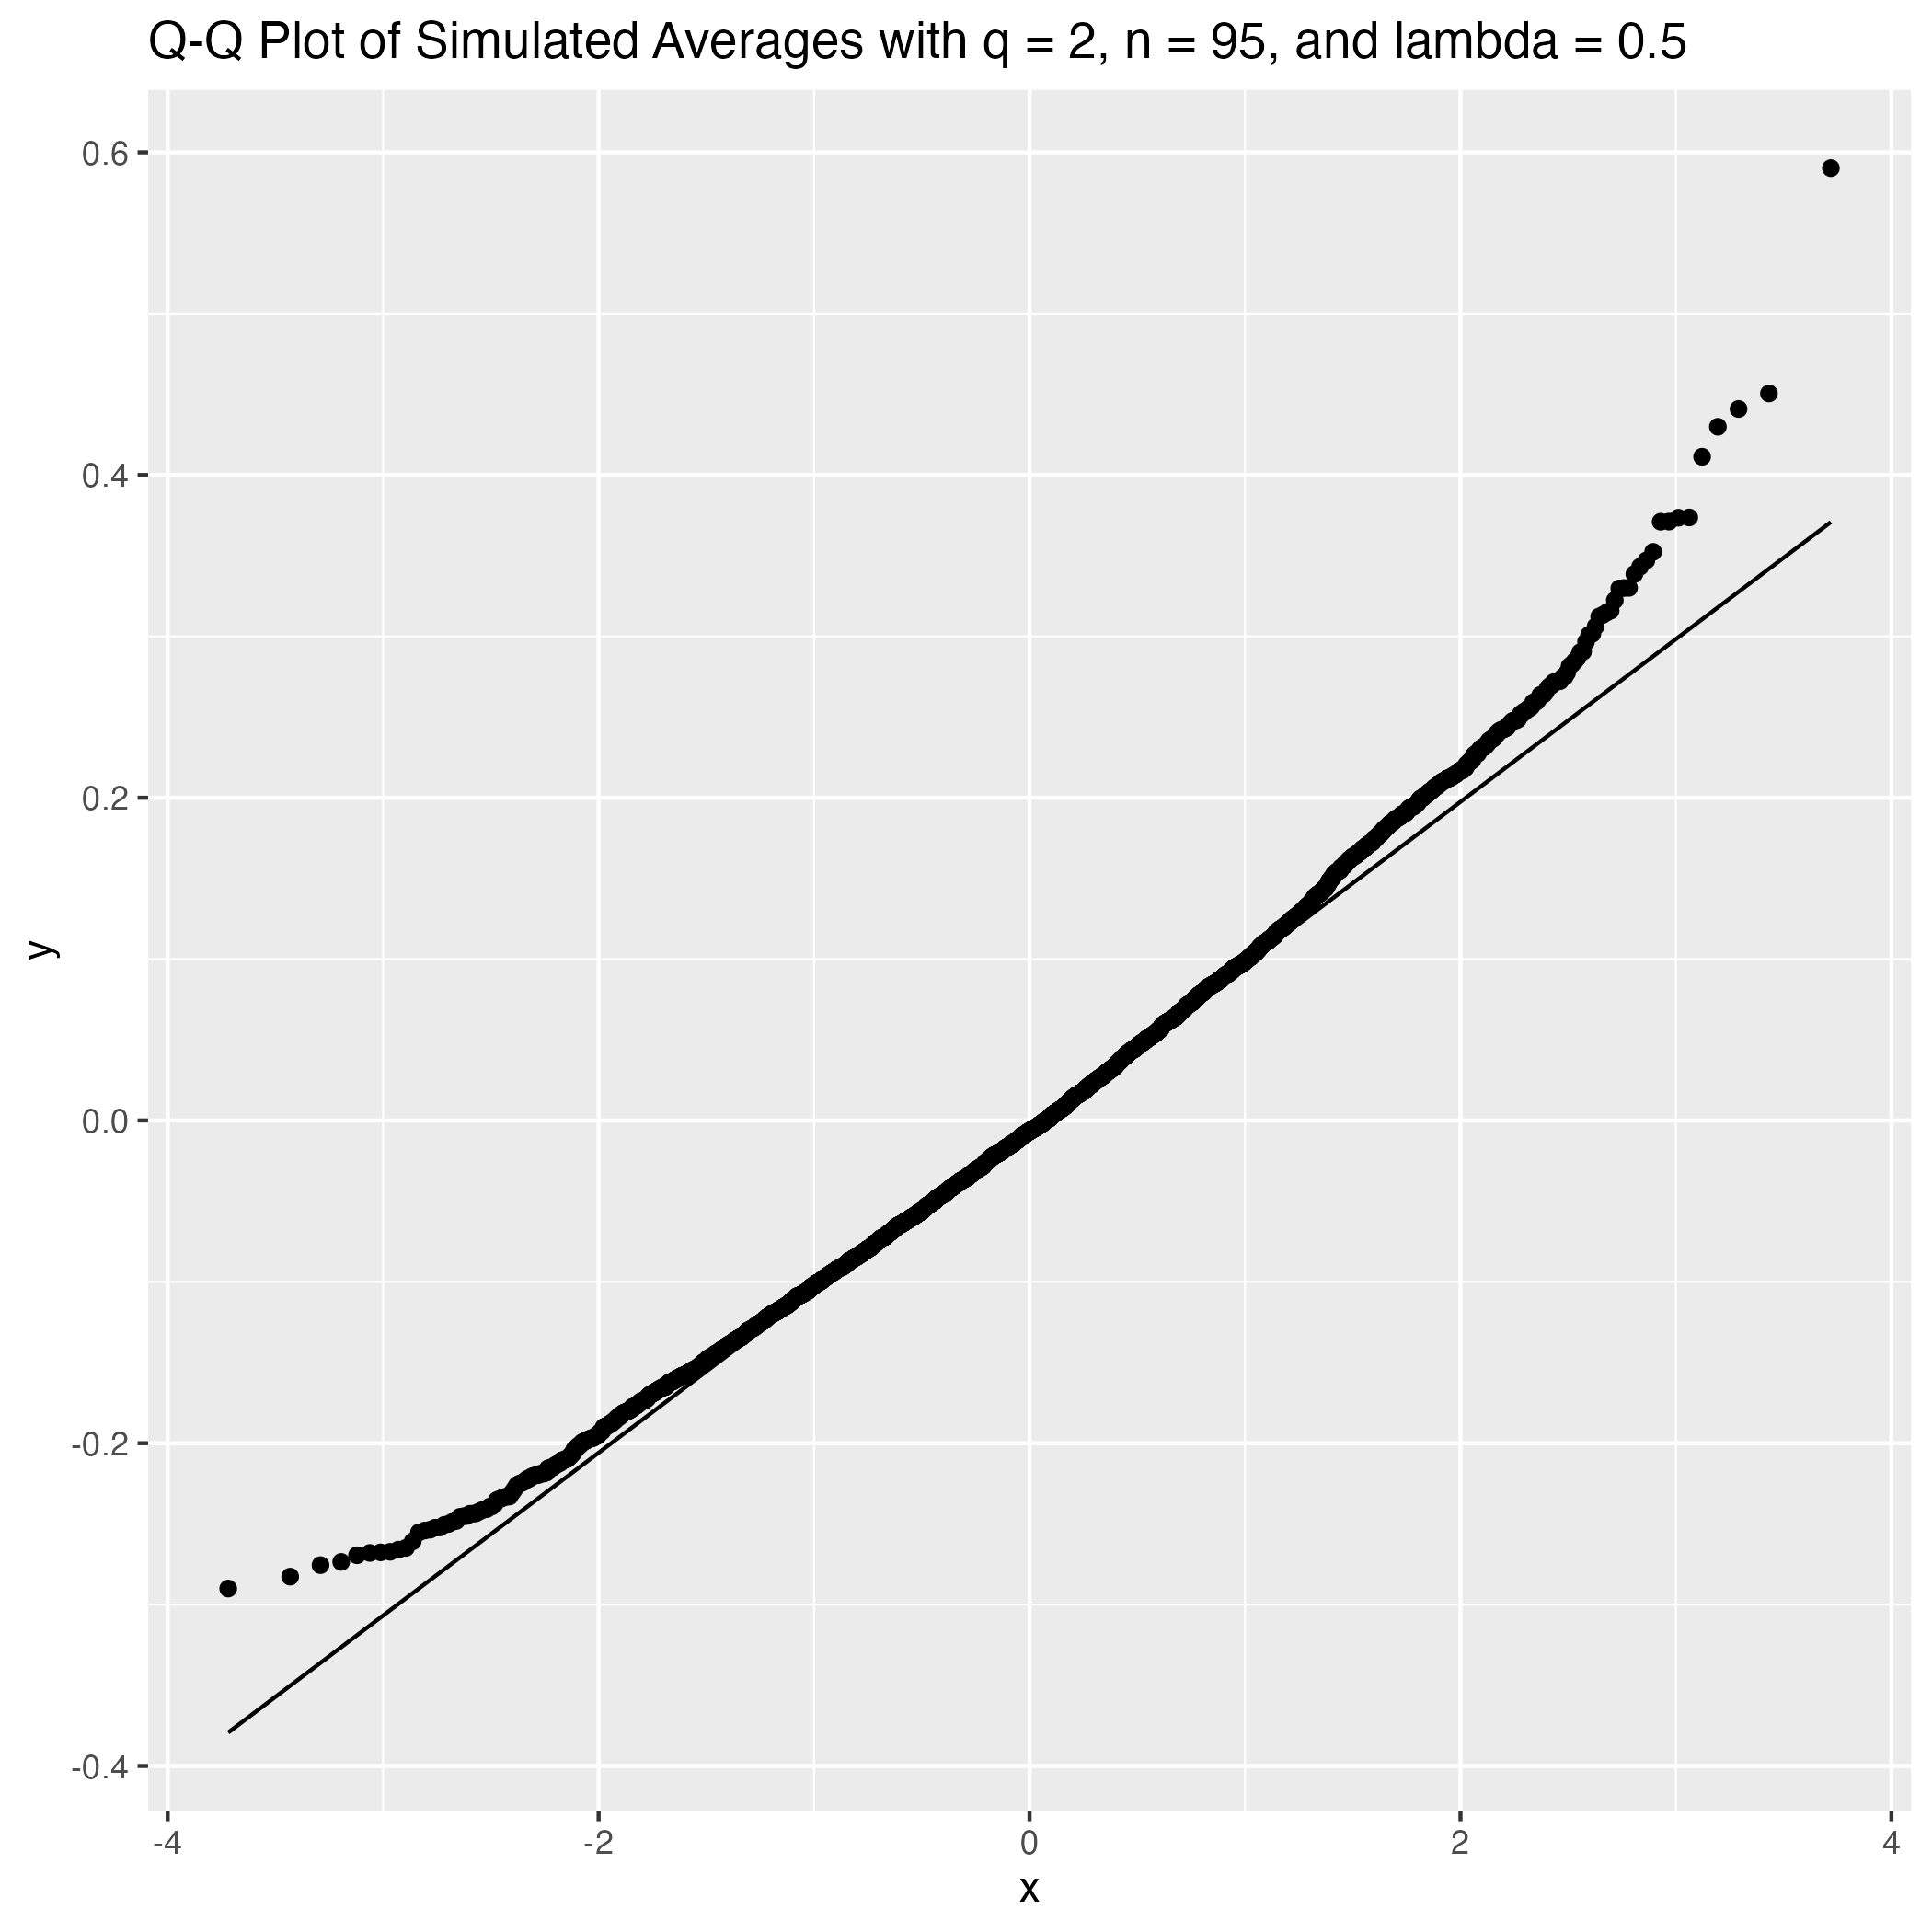 Q-Q Plot of Simulated Averages with q = 2, n = 95, and lambda = 0.5
0.6
0.4
0.2
0.0
-0.2
-0.4
y
-4 -2 0 2 4
x